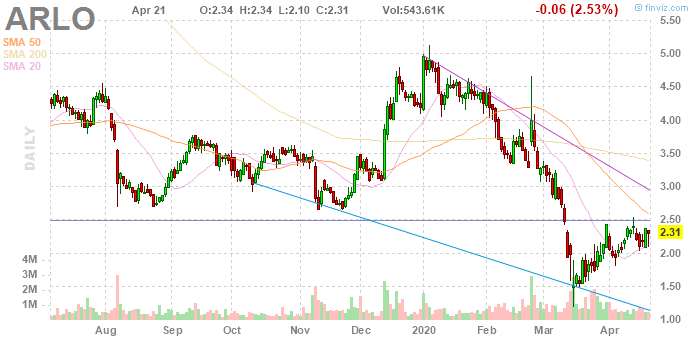 © finviz.com
ARLO
Apr 21 O:2.34 H:2.34 L:2.10 C:2.31 Vol:543.61K -0.06 (2.53%)
SMA 50
SMA 200
SMA 20
DAILY
5.50
5.00
4.50
4.00
3.50
3.00
2.50
2.31
2.00
1.50
1.00
4M
3M
2M
1M
Aug Sep Oct Nov Dec 2020 Feb Mar Apr